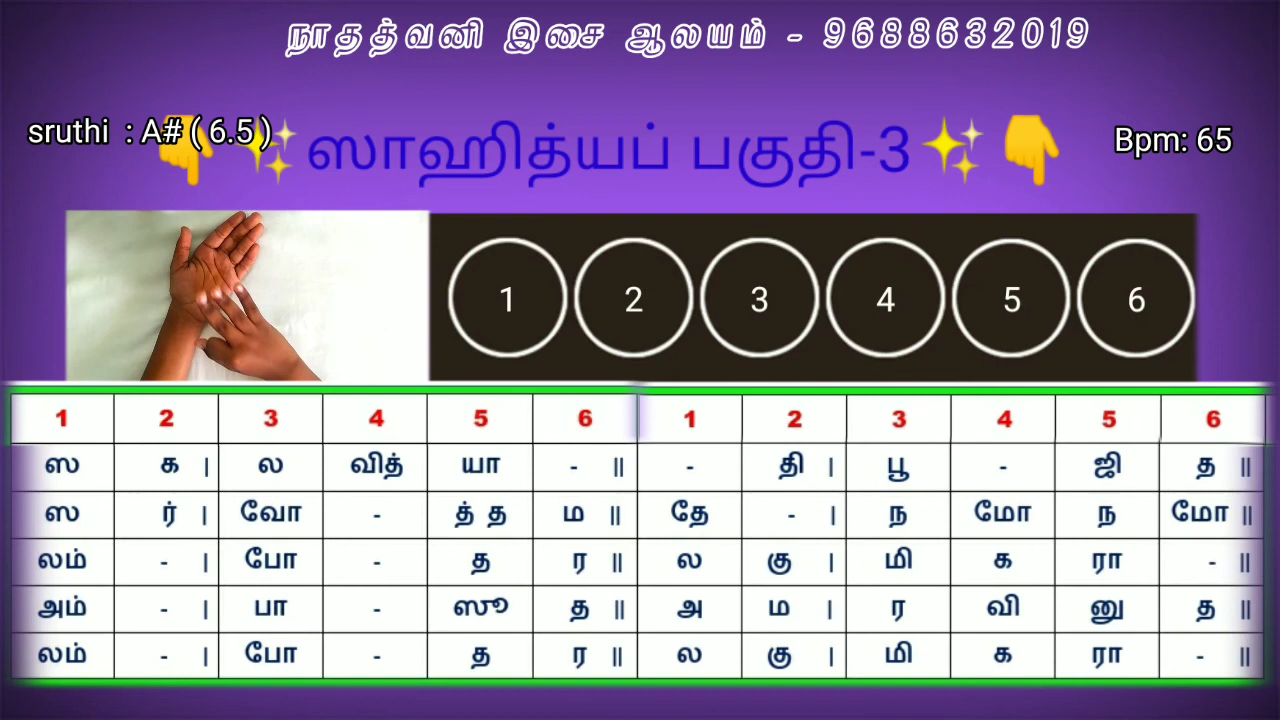 நாதத்வனி இசை ஆலயம் - 9688632019
sruthi : A# ( 6.5 )
ஸாஹித்யப் பகுதி-3
Bpm: 65
1 2 3 4 5 6
1 2 3 4 5 6 1 2 3 4 5 6
ஸ க | ல வித் யா - || - தி | பூ - ஜி த ||
ஸ ர் | வோ - த் த ம || தே - | ந மோ ந மோ ||
லம் - | போ - த ர || ல கு | மி க ரா - ||
அம் - | பா - ஸூ த || அ ம | ர வி னு த ||
லம் - | போ - த ர || ல கு | மி க ரா - ||